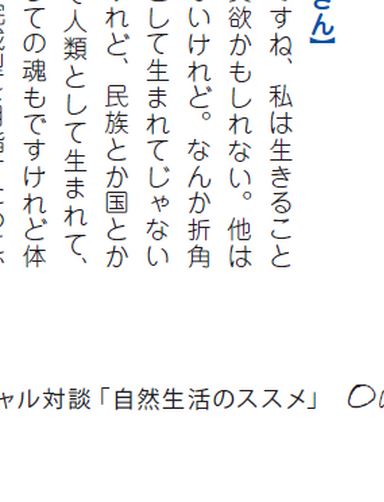 さん】
すね、私は生きること
欲かもしれない。他は
いけれど。なんか折角
して生まれてじゃない
れど、民族とか国とか
人類として生まれて、
ての魂もですけれど体
ャル対談「自然生活のススメ」